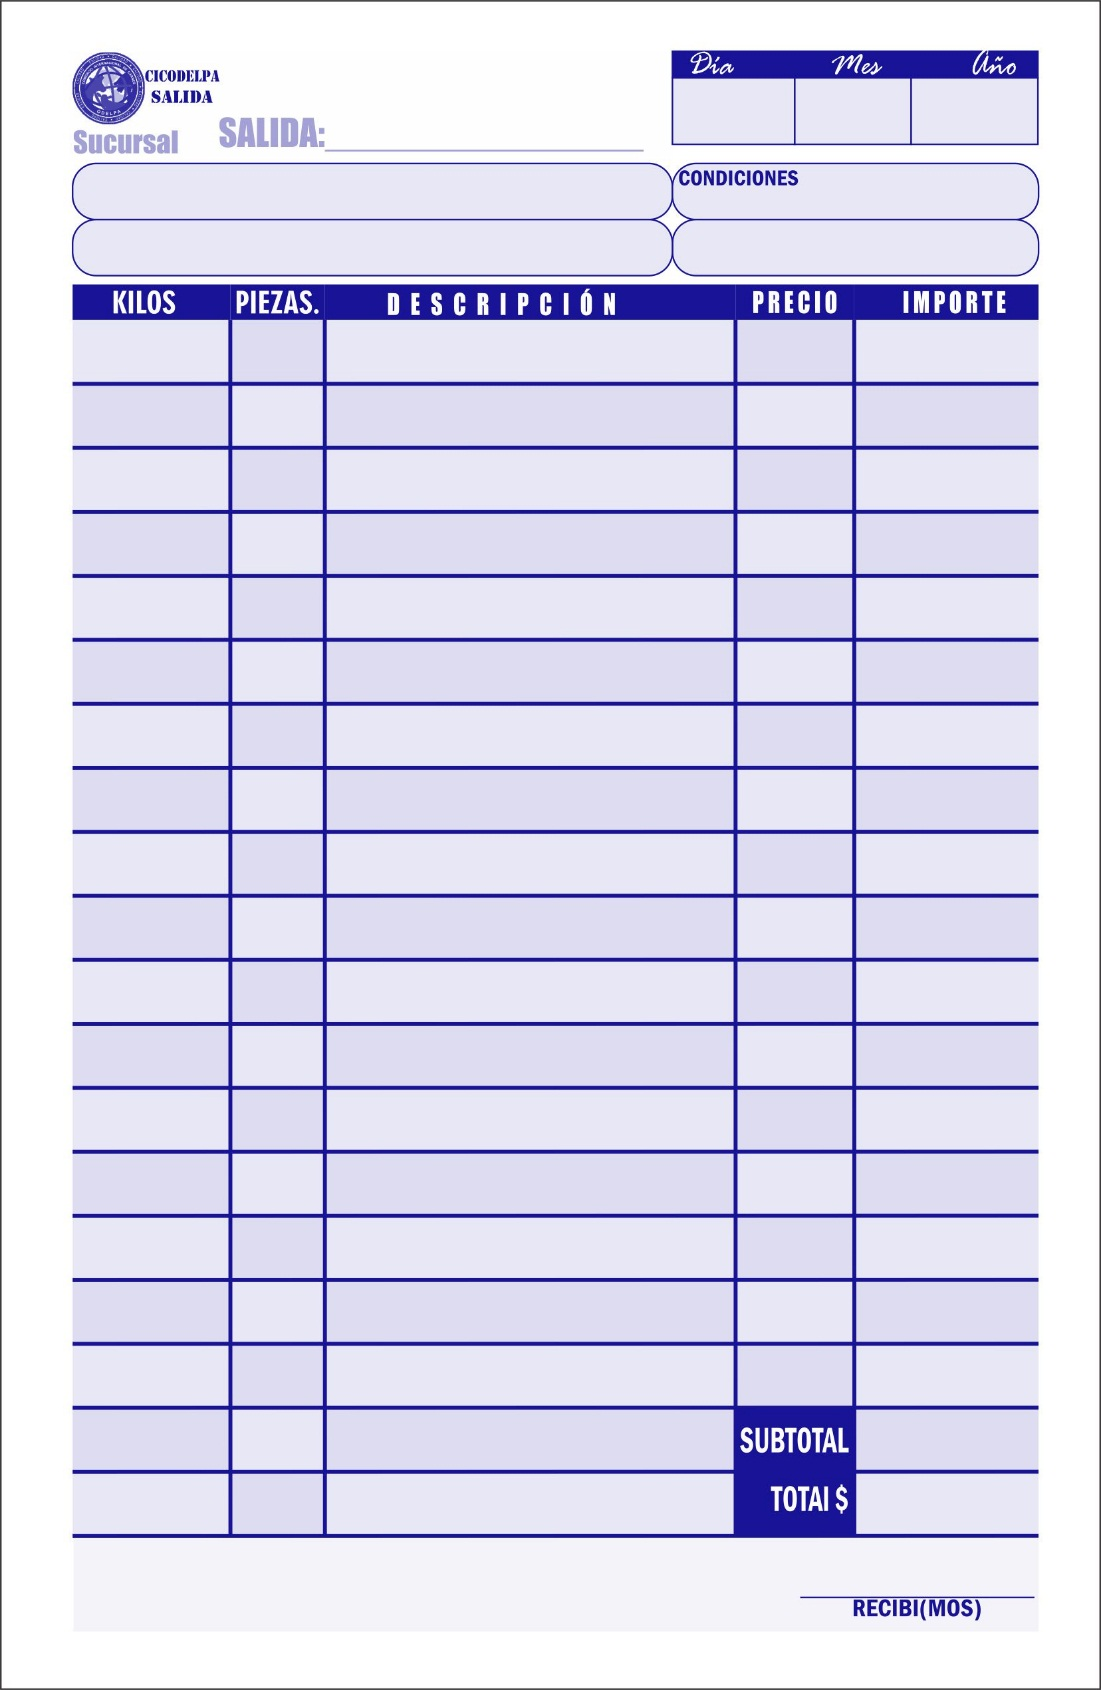 CICODELPA
SALIDA
Sucursal SALIDA:
Día Mes Año
CONDICIONES
KILOS PIEZAS. DESCRIPCIÓN PRECIO IMPORTE
SUBTOTAL
TOTAl $
RECIBI(MOS)